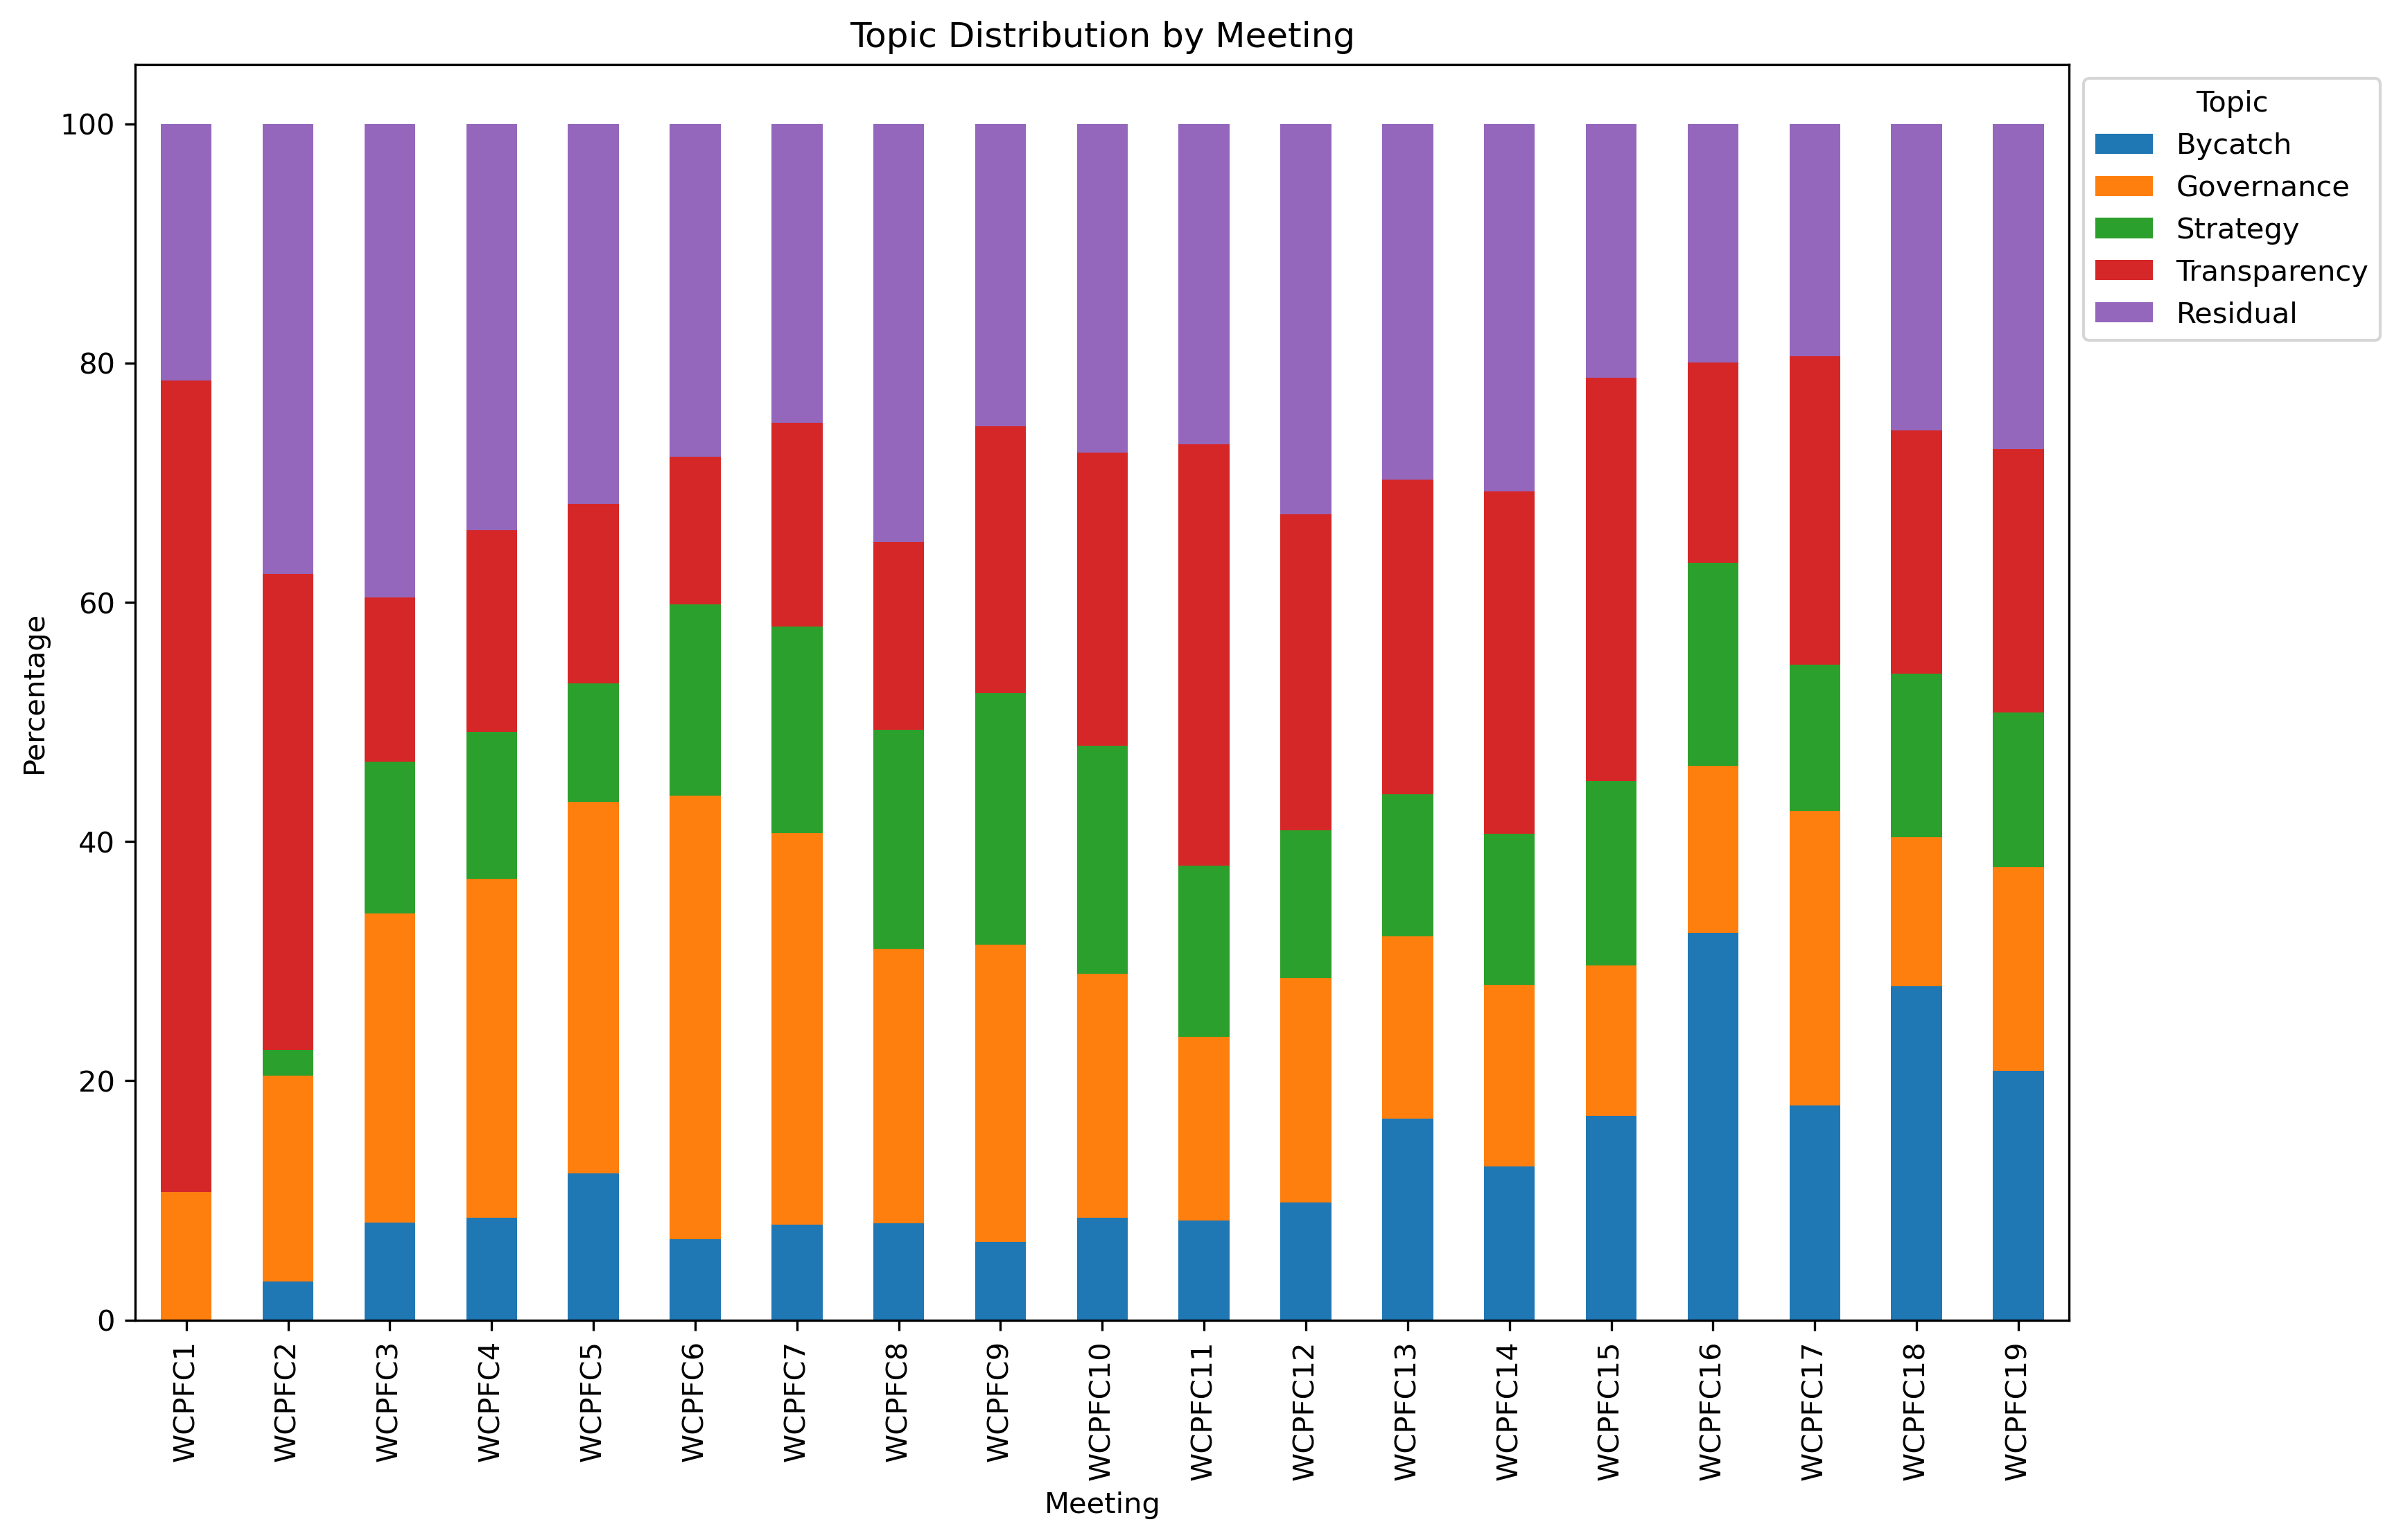 Topic Distribution by Meeting
Topic
Bycatch
Governance
Strategy
Transparency
Residual
Percentage
100
80
60
40
20
0
WCPFC1
WCPFC2
WCPFC3
WCPFC4
WCPFC5
WCPFC6
WCPFC7
WCPFC8
WCPFC9
WCPFC10
WCPFC11
WCPFC12
WCPFC13
WCPFC14
WCPFC15
WCPFC16
WCPFC17
WCPFC18
WCPFC19
Meeting